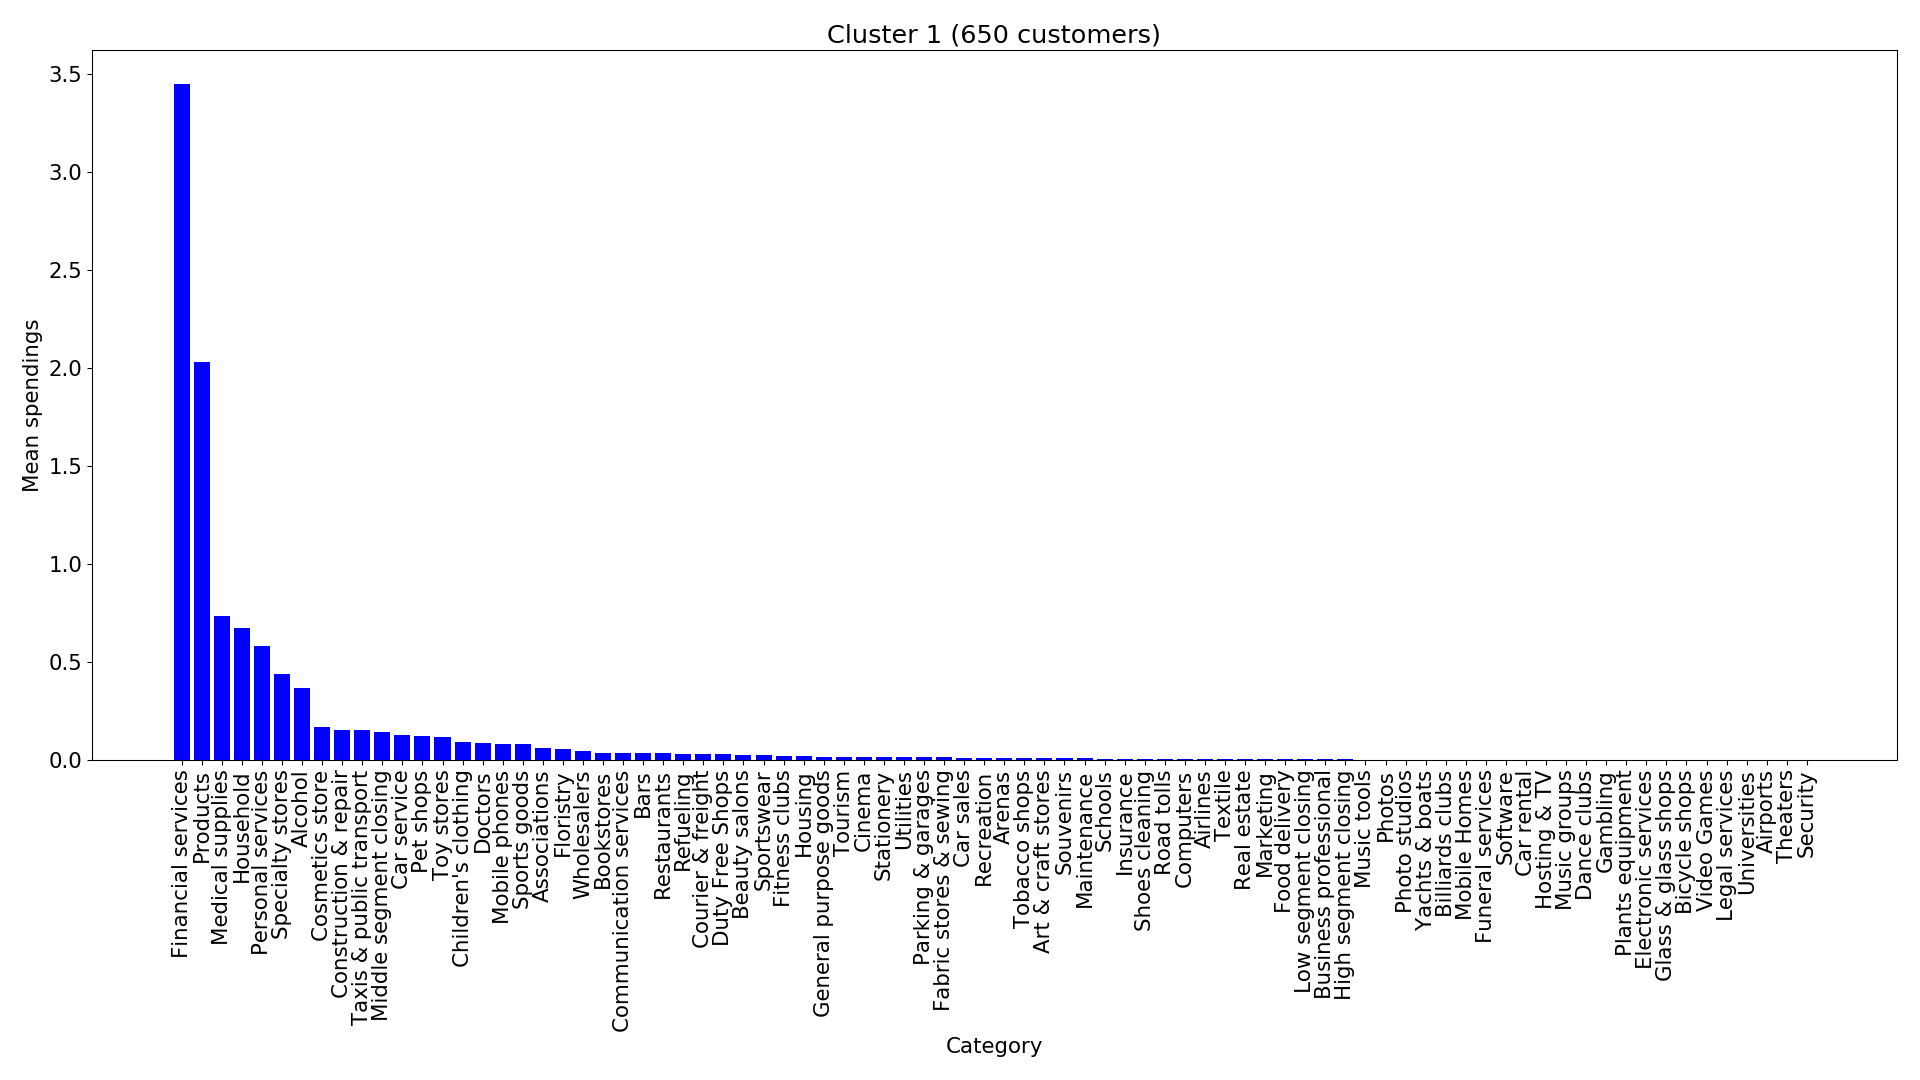 Cluster 1 (650 customers)
3.5
3.0
2.5
2.0
1.5
1.0
0.5
0.0
Mean spendings
Financial services
Products
Medical supplies
Household
Personal services
Specialty stores
Alcohol
Cosmetics store
Construction & repair
Taxis & public transport
Middle segment closing
Car service
Pet shops
Toy stores
Children's clothing
Doctors
Mobile phones
Sports goods
Associations
Floristry
Wholesalers
Bookstores
Communication services
Bars
Restaurants
Refueling
Courier & freight
Duty Free Shops
Beauty salons
Sportswear
Fitness clubs
Housing
General purpose goods
Tourism
Cinema
Stationery
Utilities
Parking & garages
Fabric stores & sewing
Car sales
Recreation
Arenas
Tobacco shops
Art & craft stores
Souvenirs
Maintenance
Schools
Insurance
Shoes cleaning
Road tolls
Computers
Airlines
Textile
Real estate
Marketing
Food delivery
Low segment closing
Business professional
High segment closing
Music tools
Photos
Photo studios
Yachts & boats
Billiards clubs
Mobile Homes
Funeral services
Software
Car rental
Hosting & TV
Music groups
Dance clubs
Gambling
Plants equipment
Electronic services
Glass & glass shops
Bicycle shops
Video Games
Legal services
Universities
Airports
Theaters
Security
Category